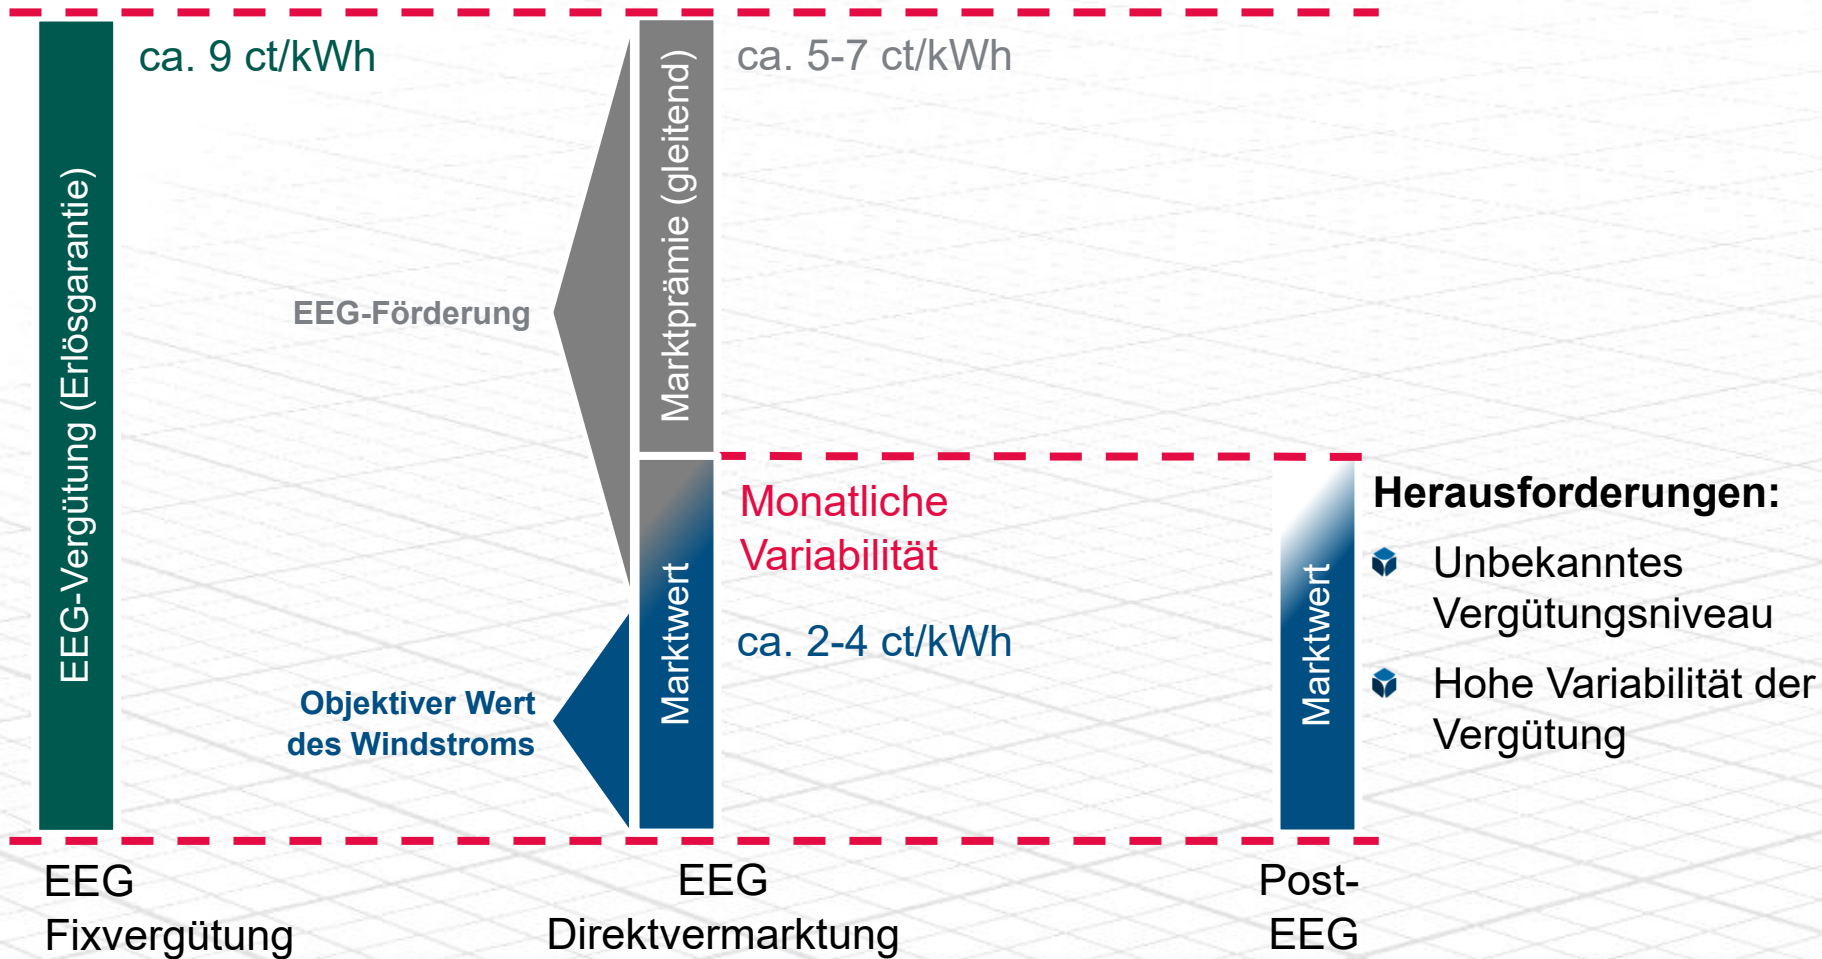 ca. 9 ct/kWh
EEG-Vergütung (Erlösgarantie)
EEG-Förderung
Objektiver Wert
des Windstroms
Marktprämie (gleitend)
ca. 5-7 ct/kWh
Marktwert
Monatliche
Variabilität
ca. 2-4 ct/kWh
Marktwert
Herausforderungen:
Unbekanntes
Vergütungsniveau
Hohe Variabilität der
Vergütung
EEG
Fixvergütung
EEG
Direktvermarktung
Post-
EEG